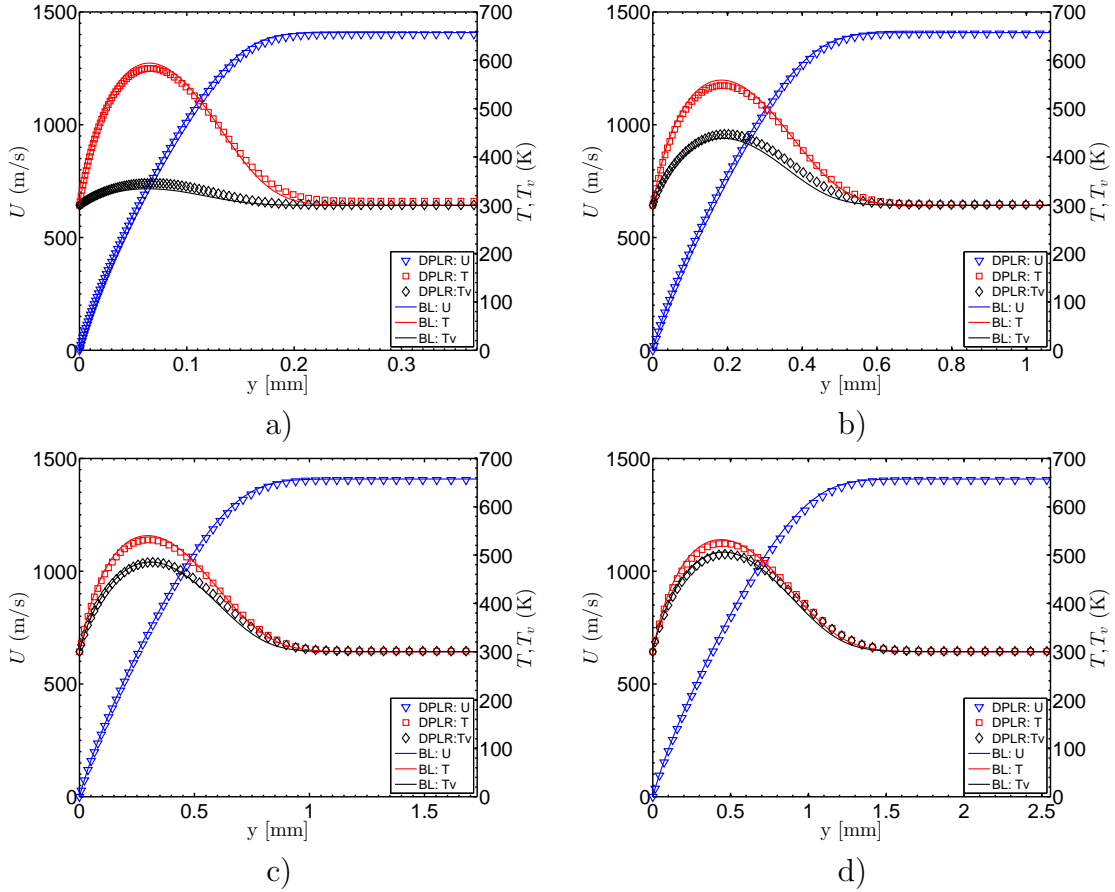 1500
1000
500
0
U (m/s)
700
600
500
400
300
200
100
0
T, T_v (K)
DPLR: U
DPLR: T
DPLR:Tv
BL: U
BL: T
BL: Tv
0 0.1 0.2 0.3
y [mm]
a)
1500
1000
500
0
U (m/s)
700
600
500
400
300
200
100
0
T, T_v (K)
DPLR: U
DPLR: T
DPLR:Tv
BL: U
BL: T
BL: Tv
0 0.2 0.4 0.6 0.8 1
y [mm]
b)
1500
1000
500
0
U (m/s)
700
600
500
400
300
200
100
0
T, T_v (K)
DPLR: U
DPLR: T
DPLR:Tv
BL: U
BL: T
BL: Tv
0 0.5 1 1.5
y [mm]
c)
1500
1000
500
0
U (m/s)
700
600
500
400
300
200
100
0
T, T_v (K)
DPLR: U
DPLR: T
DPLR:Tv
BL: U
BL: T
BL: Tv
0 0.5 1 1.5 2 2.5
y [mm]
d)